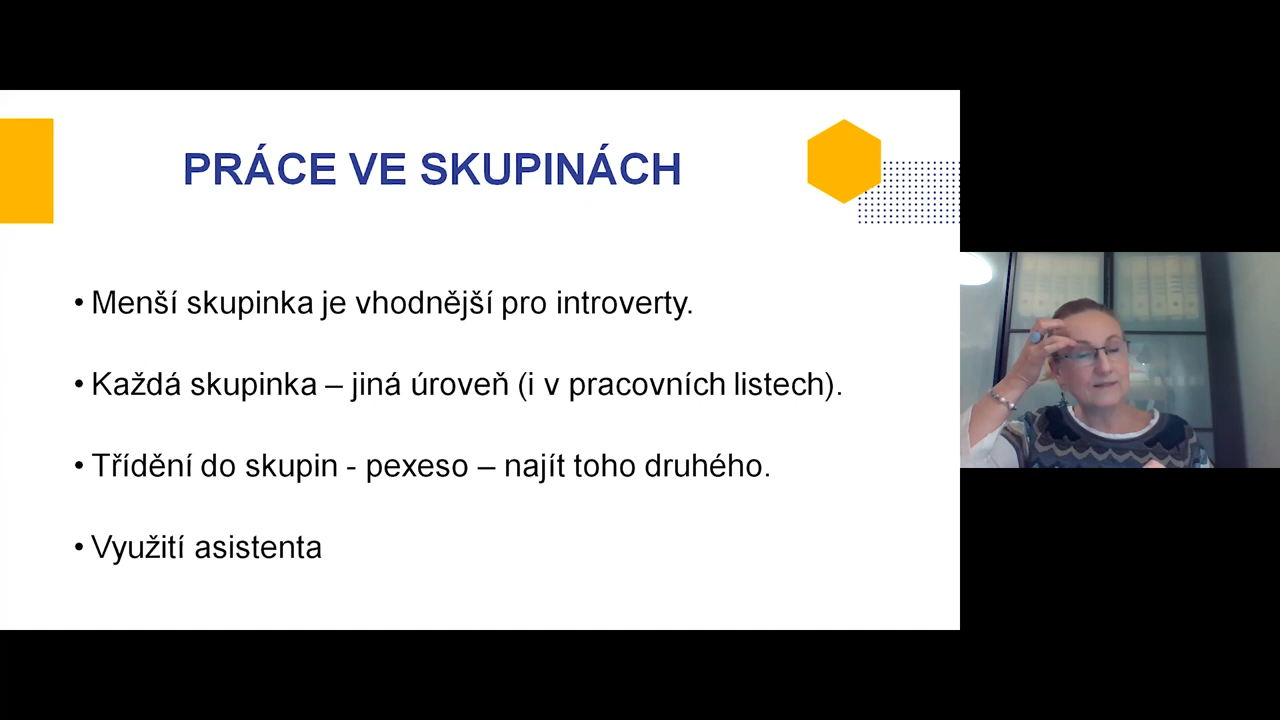 PRÁCE VE SKUPINÁCH
• Menší skupinka je vhodnější pro introverty.
• Každá skupinka – jiná úroveň (i v pracovních listech).
• Třídění do skupin - pexeso – najít toho druhého.
• Využití asistenta